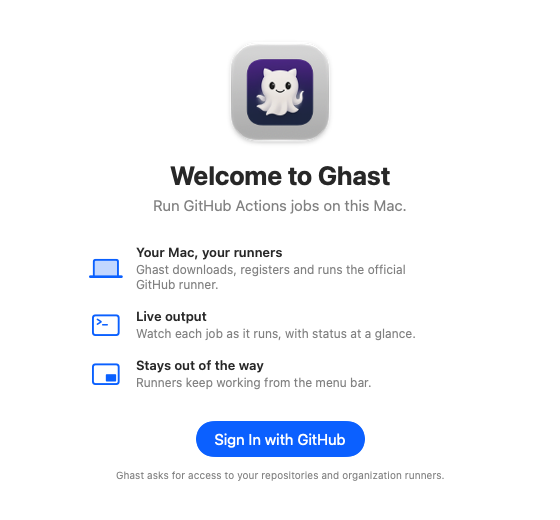 Welcome to Ghast
Run GitHub Actions jobs on this Mac.
Your Mac, your runners
Ghast downloads, registers and runs the official
GitHub runner.
Live output
Watch each job as it runs, with status at a glance.
Stays out of the way
Runners keep working from the menu bar.
Sign In with GitHub
Ghast asks for access to your repositories and organization runners.